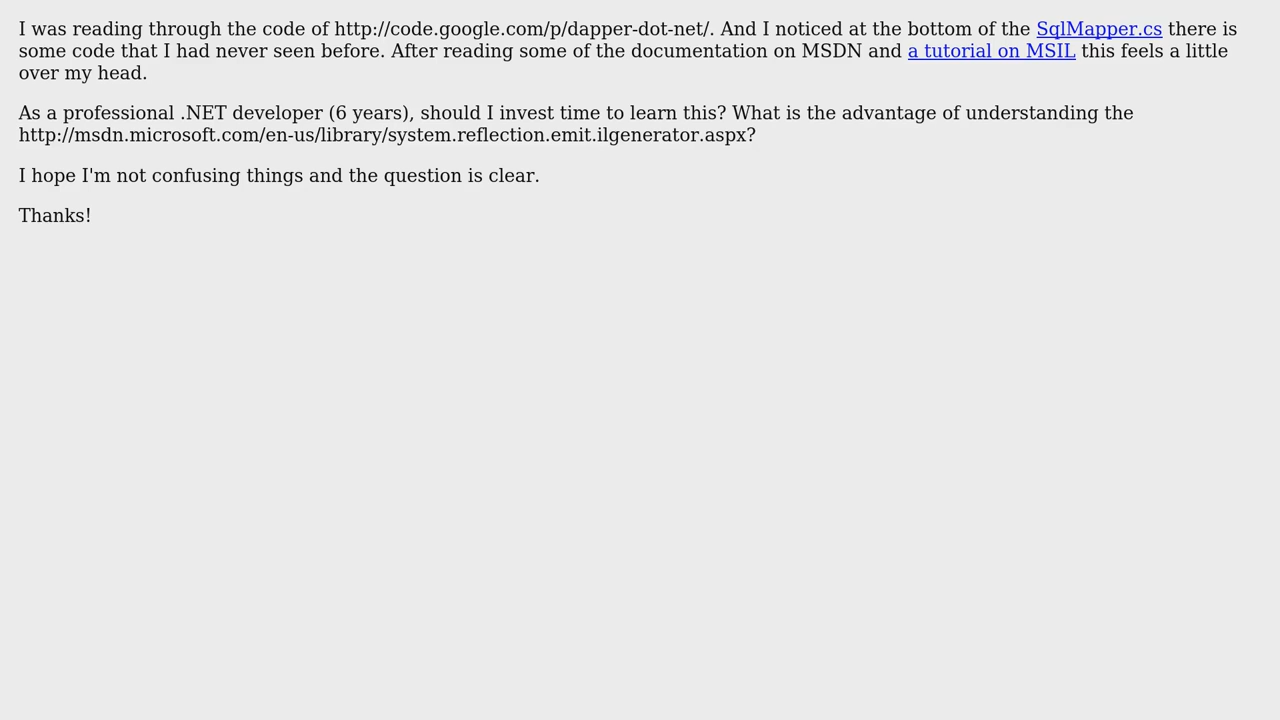 I was reading through the code of http://code.google.com/p/dapper-dot-net/. And I noticed at the bottom of the SqlMapper.cs there is
some code that I had never seen before. After reading some of the documentation on MSDN and a tutorial on MSIL this feels a little
over my head.
As a professional .NET developer (6 years), should I invest time to learn this? What is the advantage of understanding the
http://msdn.microsoft.com/en-us/library/system.reflection.emit.ilgenerator.aspx?
I hope I'm not confusing things and the question is clear.
Thanks!